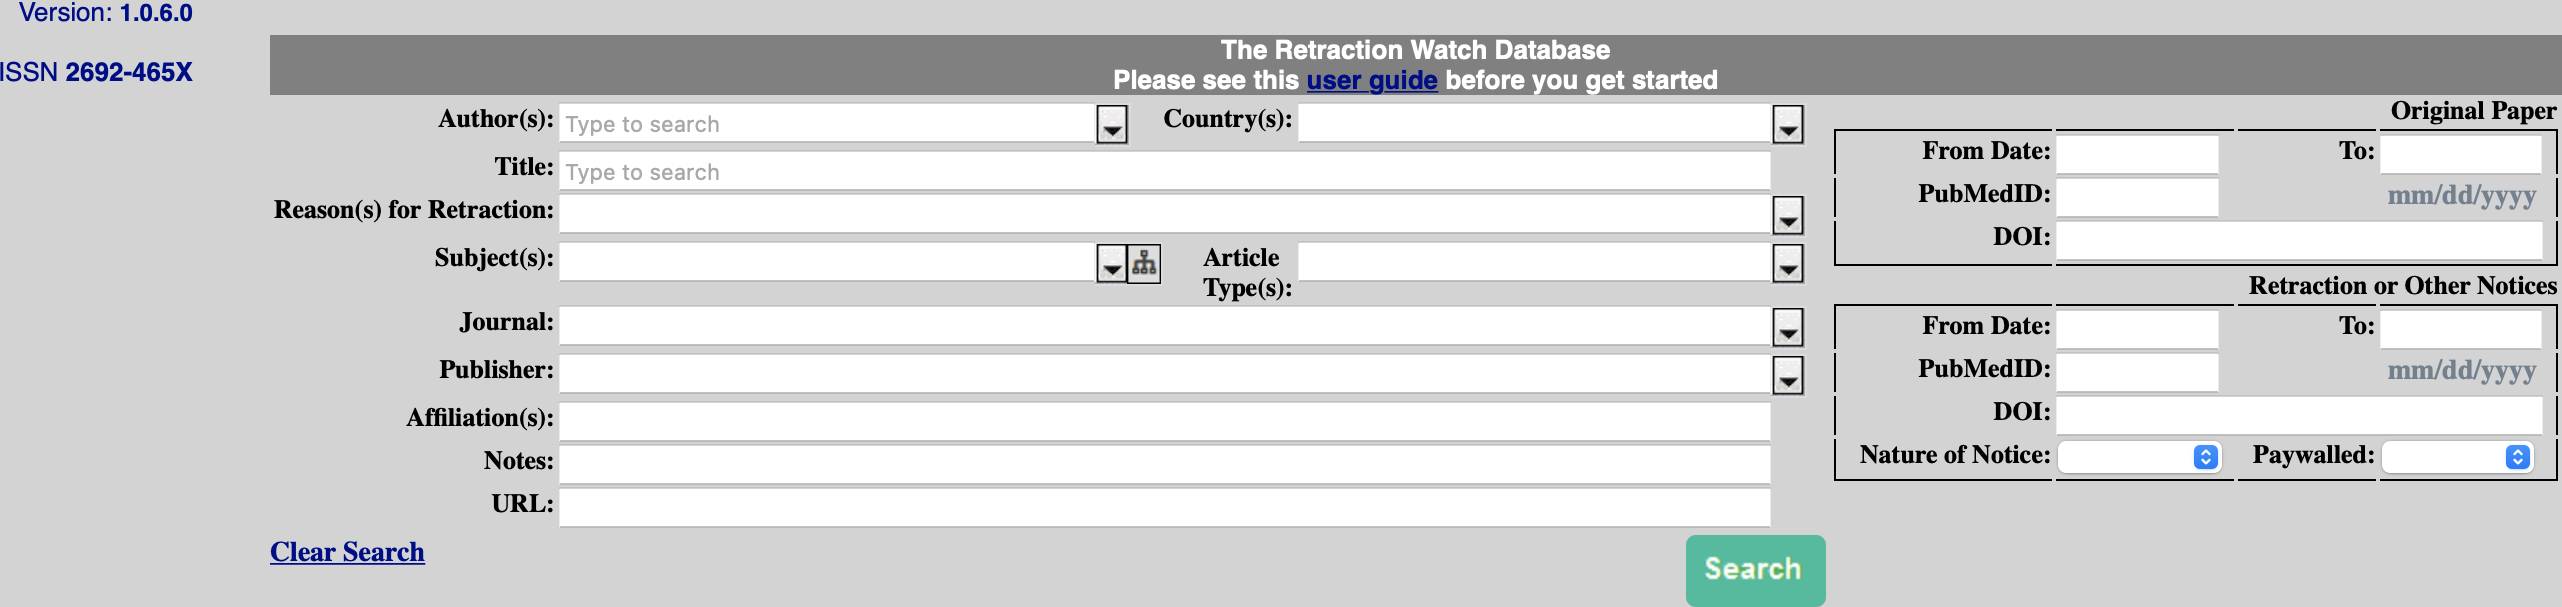 Version: 1.0.6.0
ISSN 2692-465X
The Retraction Watch Database
Please see this user guide before you get started
Author(s): Type to search Country(s):
Title: Type to search
Reason(s) for Retraction:
Subject(s): Article Type(s):
Journal:
Publisher:
Affiliation(s):
Notes:
URL:
Clear Search
Search
Original Paper
From Date: To:
PubMedID: mm/dd/yyyy
DOI:
Retraction or Other Notices
From Date: To:
PubMedID: mm/dd/yyyy
DOI:
Nature of Notice: Paywalled: